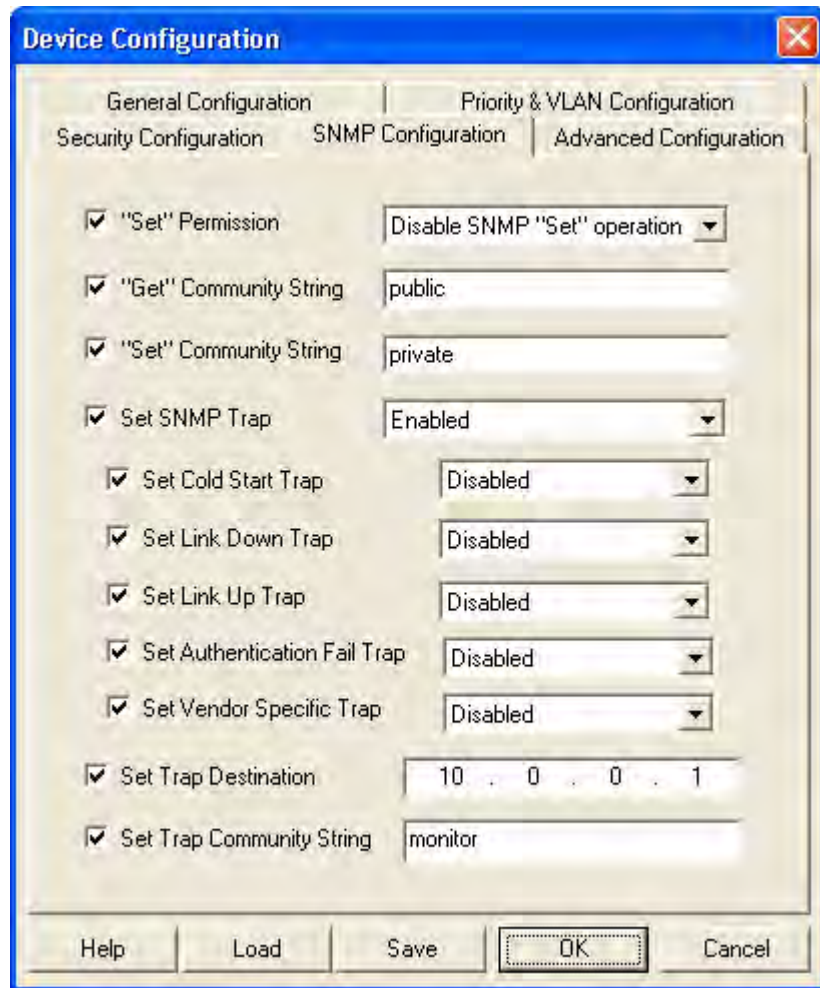 Device Configuration
General Configuration Priority & VLAN Configuration
Security Configuration SNMP Configuration Advanced Configuration
"Set" Permission Disable SNMP "Set" operation
"Get" Community String public
"Set" Community String private
Set SNMP Trap Enabled
Set Cold Start Trap Disabled
Set Link Down Trap Disabled
Set Link Up Trap Disabled
Set Authentication Fail Trap Disabled
Set Vendor Specific Trap Disabled
Set Trap Destination 10 . 0 . 0 . 1
Set Trap Community String monitor
Help Load Save OK Cancel